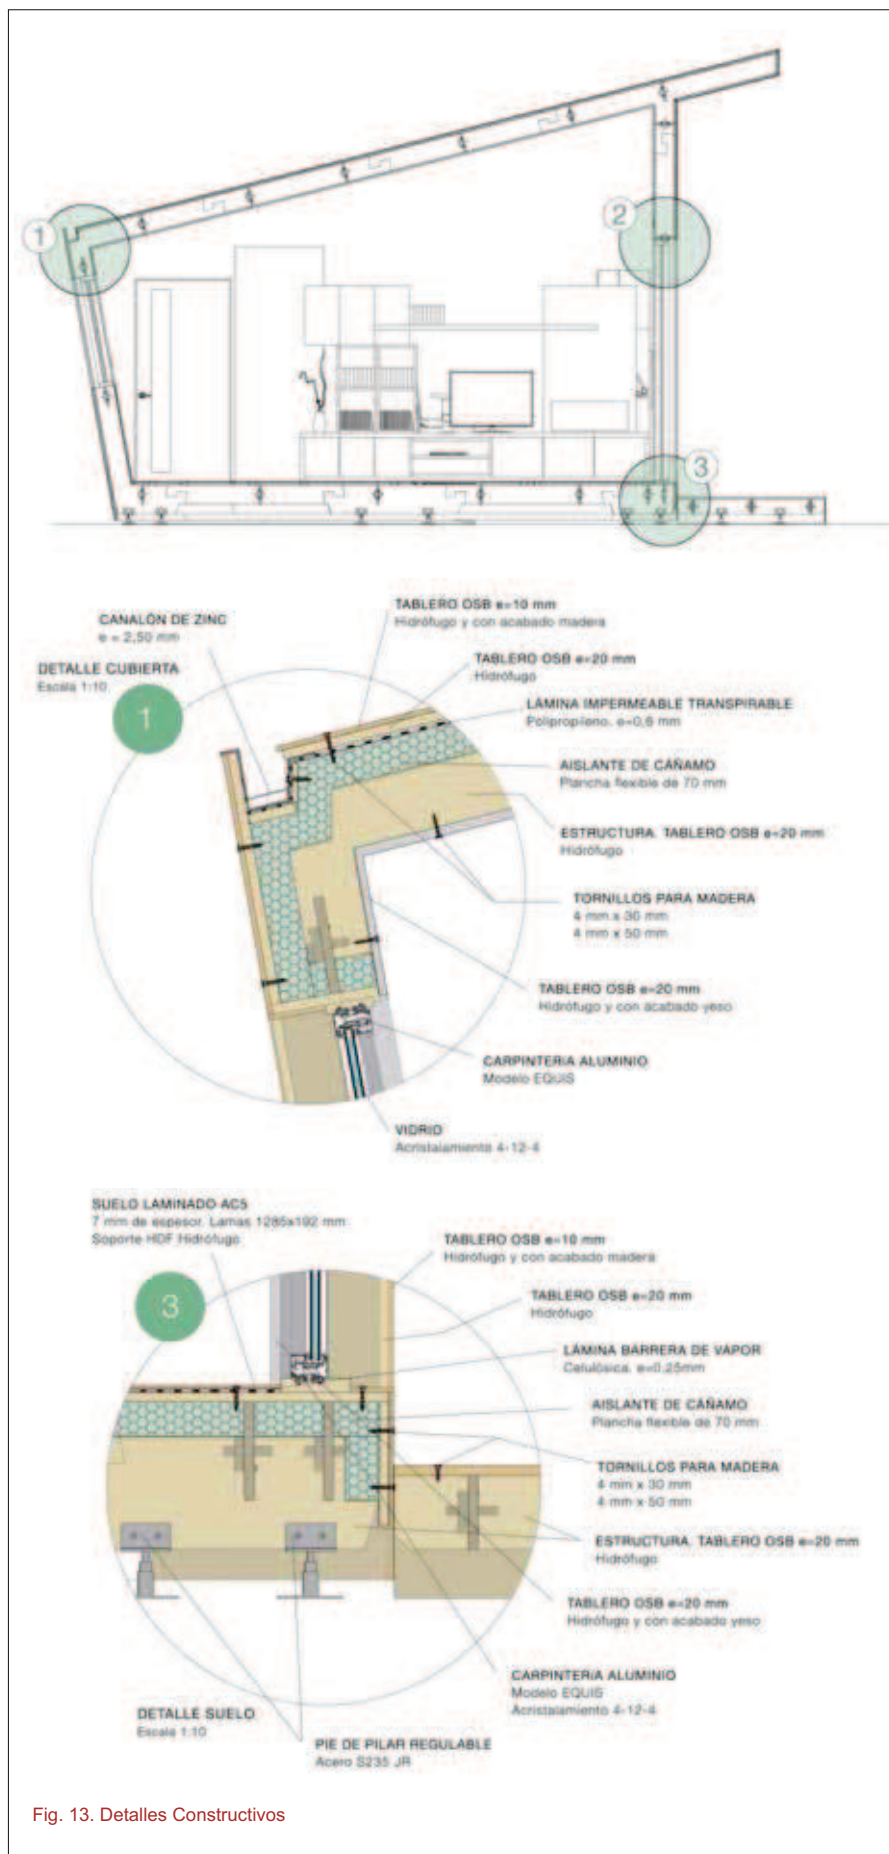 1
2
3
CANALÓN DE ZINC
e = 2,50 mm
TABLERO OSB e=10 mm
Hidrófugo y con acabado madera
DETALLE CUBIERTA
Escala 1:10
1
TABLERO OSB e=20 mm
Hidrófugo
LÁMINA IMPERMEABLE TRANSPIRABLE
Polipropileno. e=0,6 mm
AISLANTE DE CÁÑAMO
Plancha flexible de 70 mm
ESTRUCTURA. TABLERO OSB e=20 mm
Hidrófugo
TORNILLOS PARA MADERA
4 mm x 30 mm
4 mm x 50 mm
TABLERO OSB e=20 mm
Hidrófugo y con acabado yeso
CARPINTERIA ALUMINIO
Modelo EQUIS
VIDRIO
Acristalamiento 4-12-4
SUELO LAMINADO AC5
7 mm de espesor. Lamas 1285x192 mm.
Soporte HDF Hidrófugo
3
TABLERO OSB e=10 mm
Hidrófugo y con acabado madera
TABLERO OSB e=20 mm
Hidrófugo
LÁMINA BARRERA DE VAPOR
Celulósica. e=0.25mm
AISLANTE DE CÁÑAMO
Plancha flexible de 70 mm
TORNILLOS PARA MADERA
4 mm x 30 mm
4 mm x 50 mm
ESTRUCTURA. TABLERO OSB e=20 mm
Hidrófugo
TABLERO OSB e=20 mm
Hidrófugo y con acabado yeso
CARPINTERIA ALUMINIO
Modelo EQUIS
Acristalamiento 4-12-4
DETALLE SUELO
Escala 1:10
PIE DE PILAR REGULABLE
Acero S235 JR
Fig. 13. Detalles Constructivos